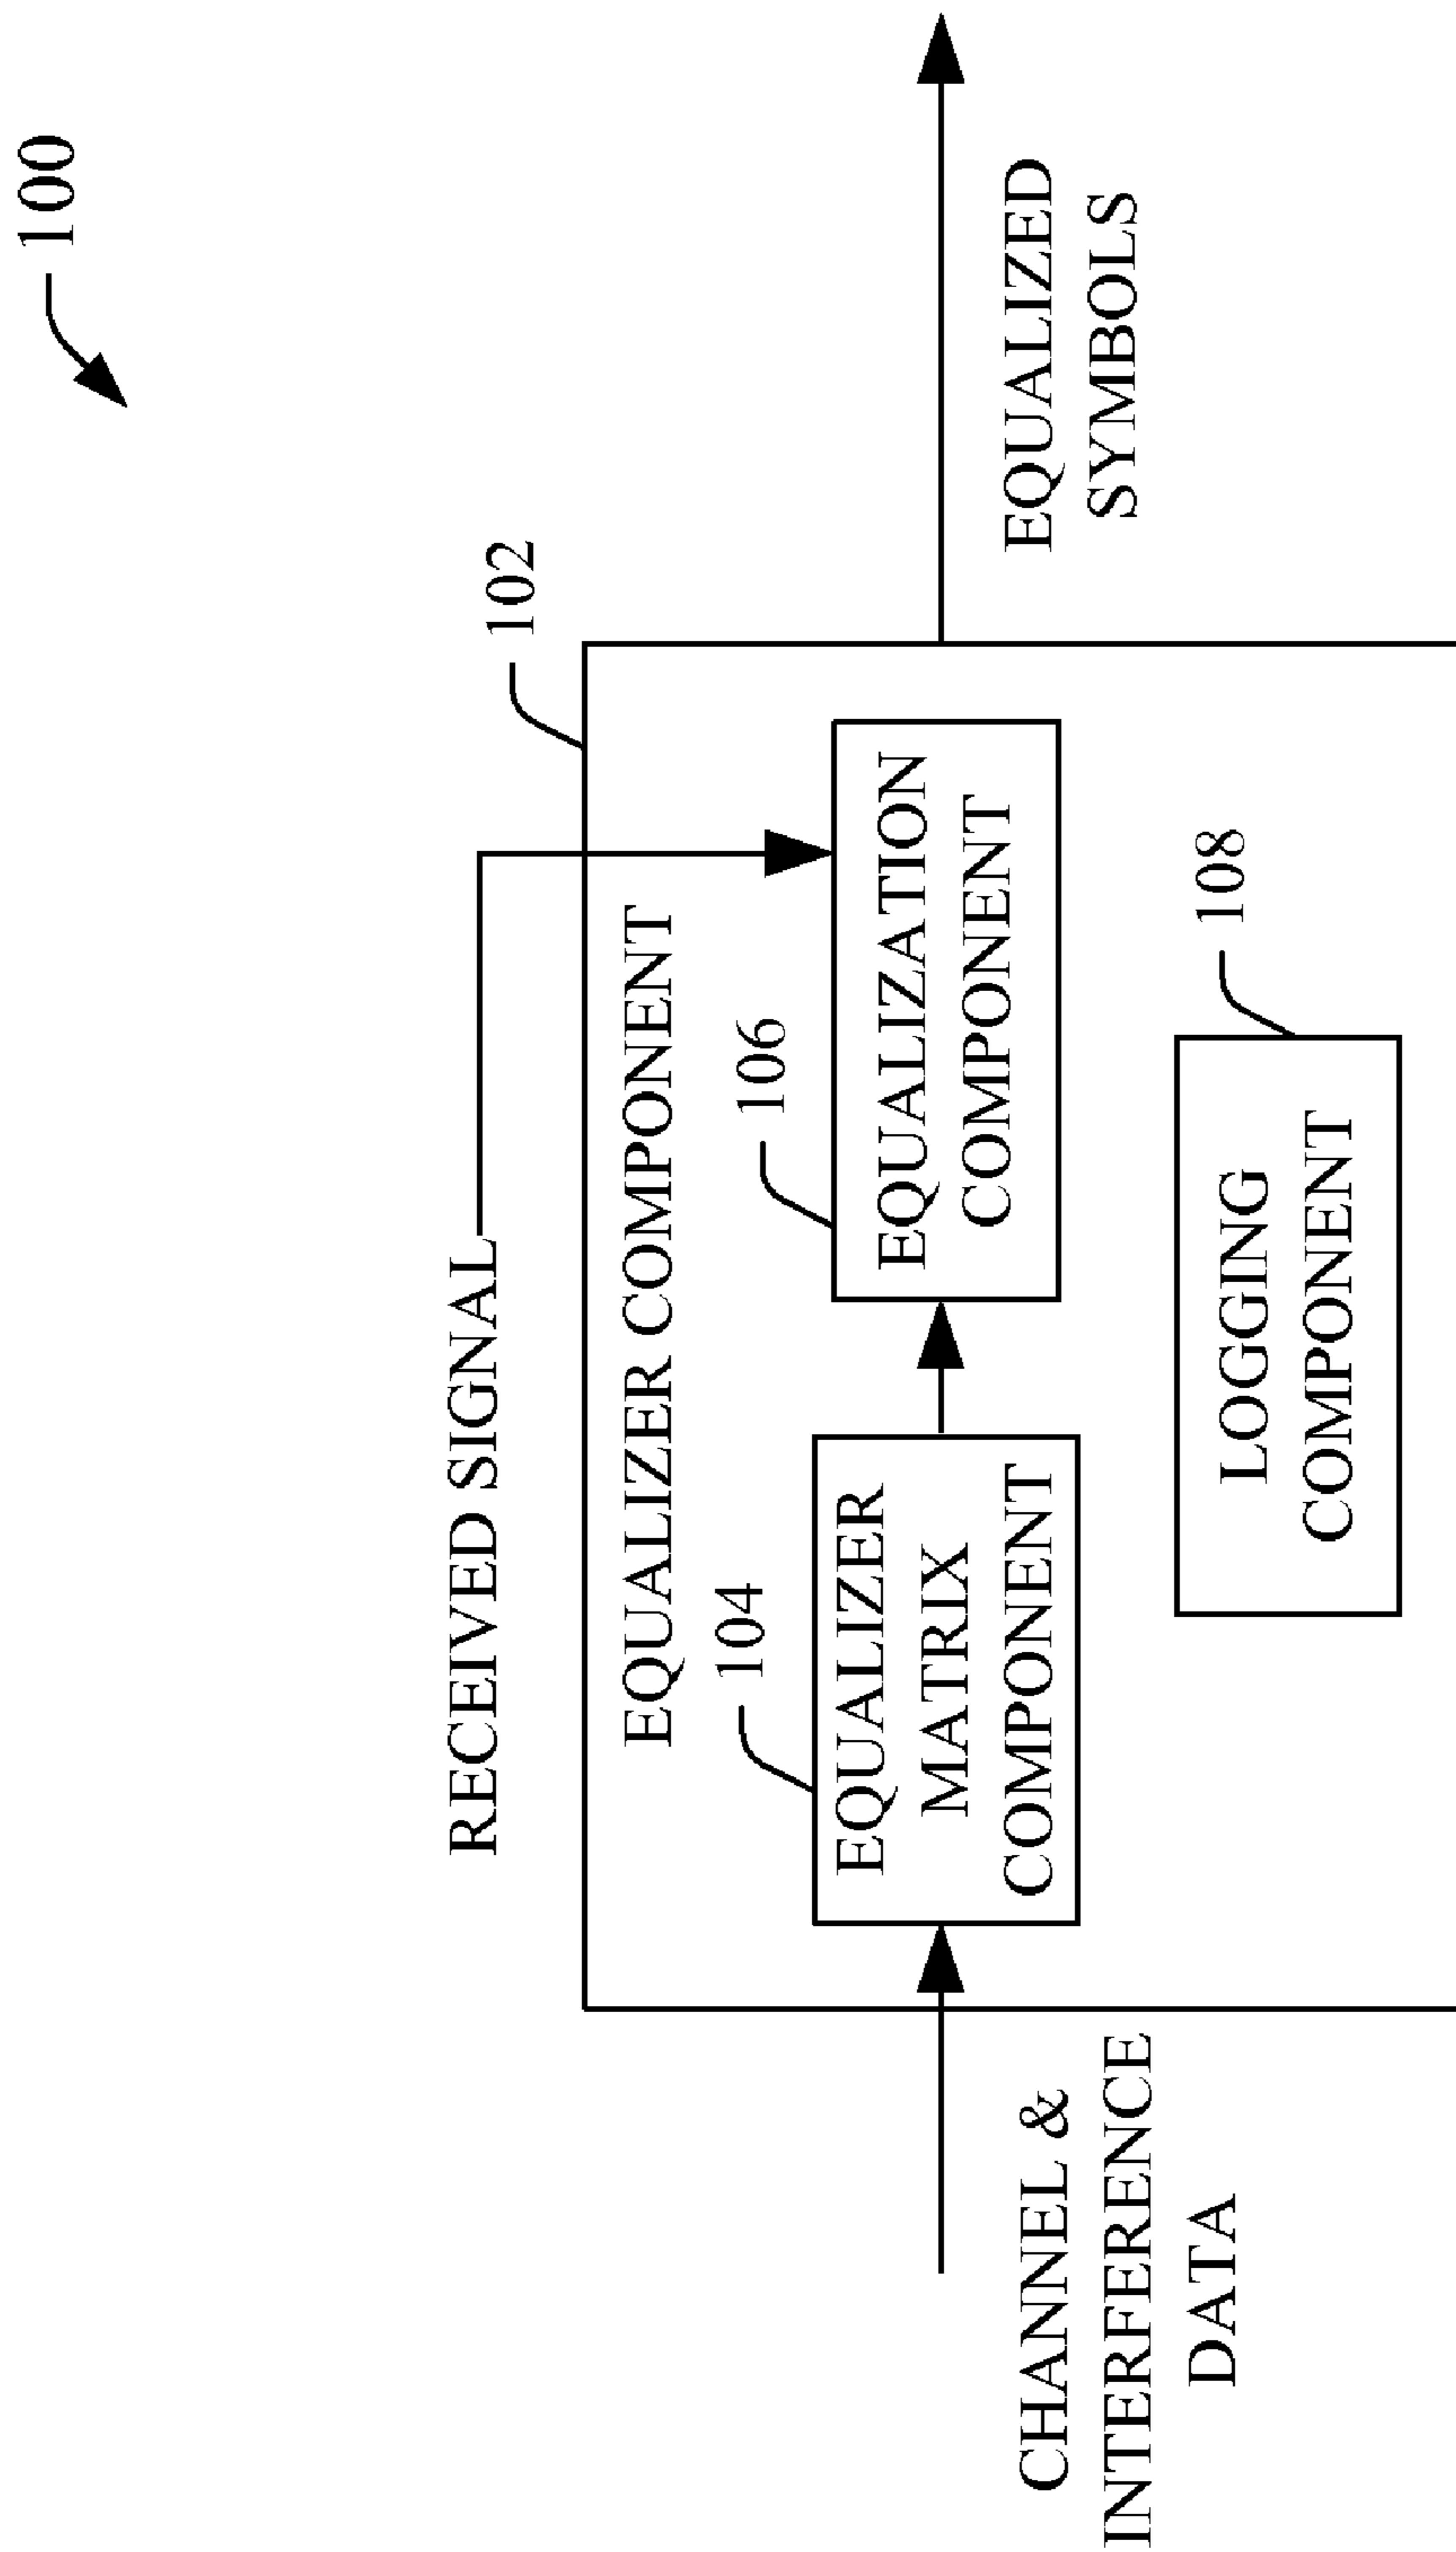 100
102
RECEIVED SIGNAL
EQUALIZER COMPONENT
104
106
EQUALIZER
MATRIX
COMPONENT
EQUALIZATION
COMPONENT
CHANNEL &
INTERFERENCE
DATA
EQUALIZED
SYMBOLS
108
LOGGING
COMPONENT